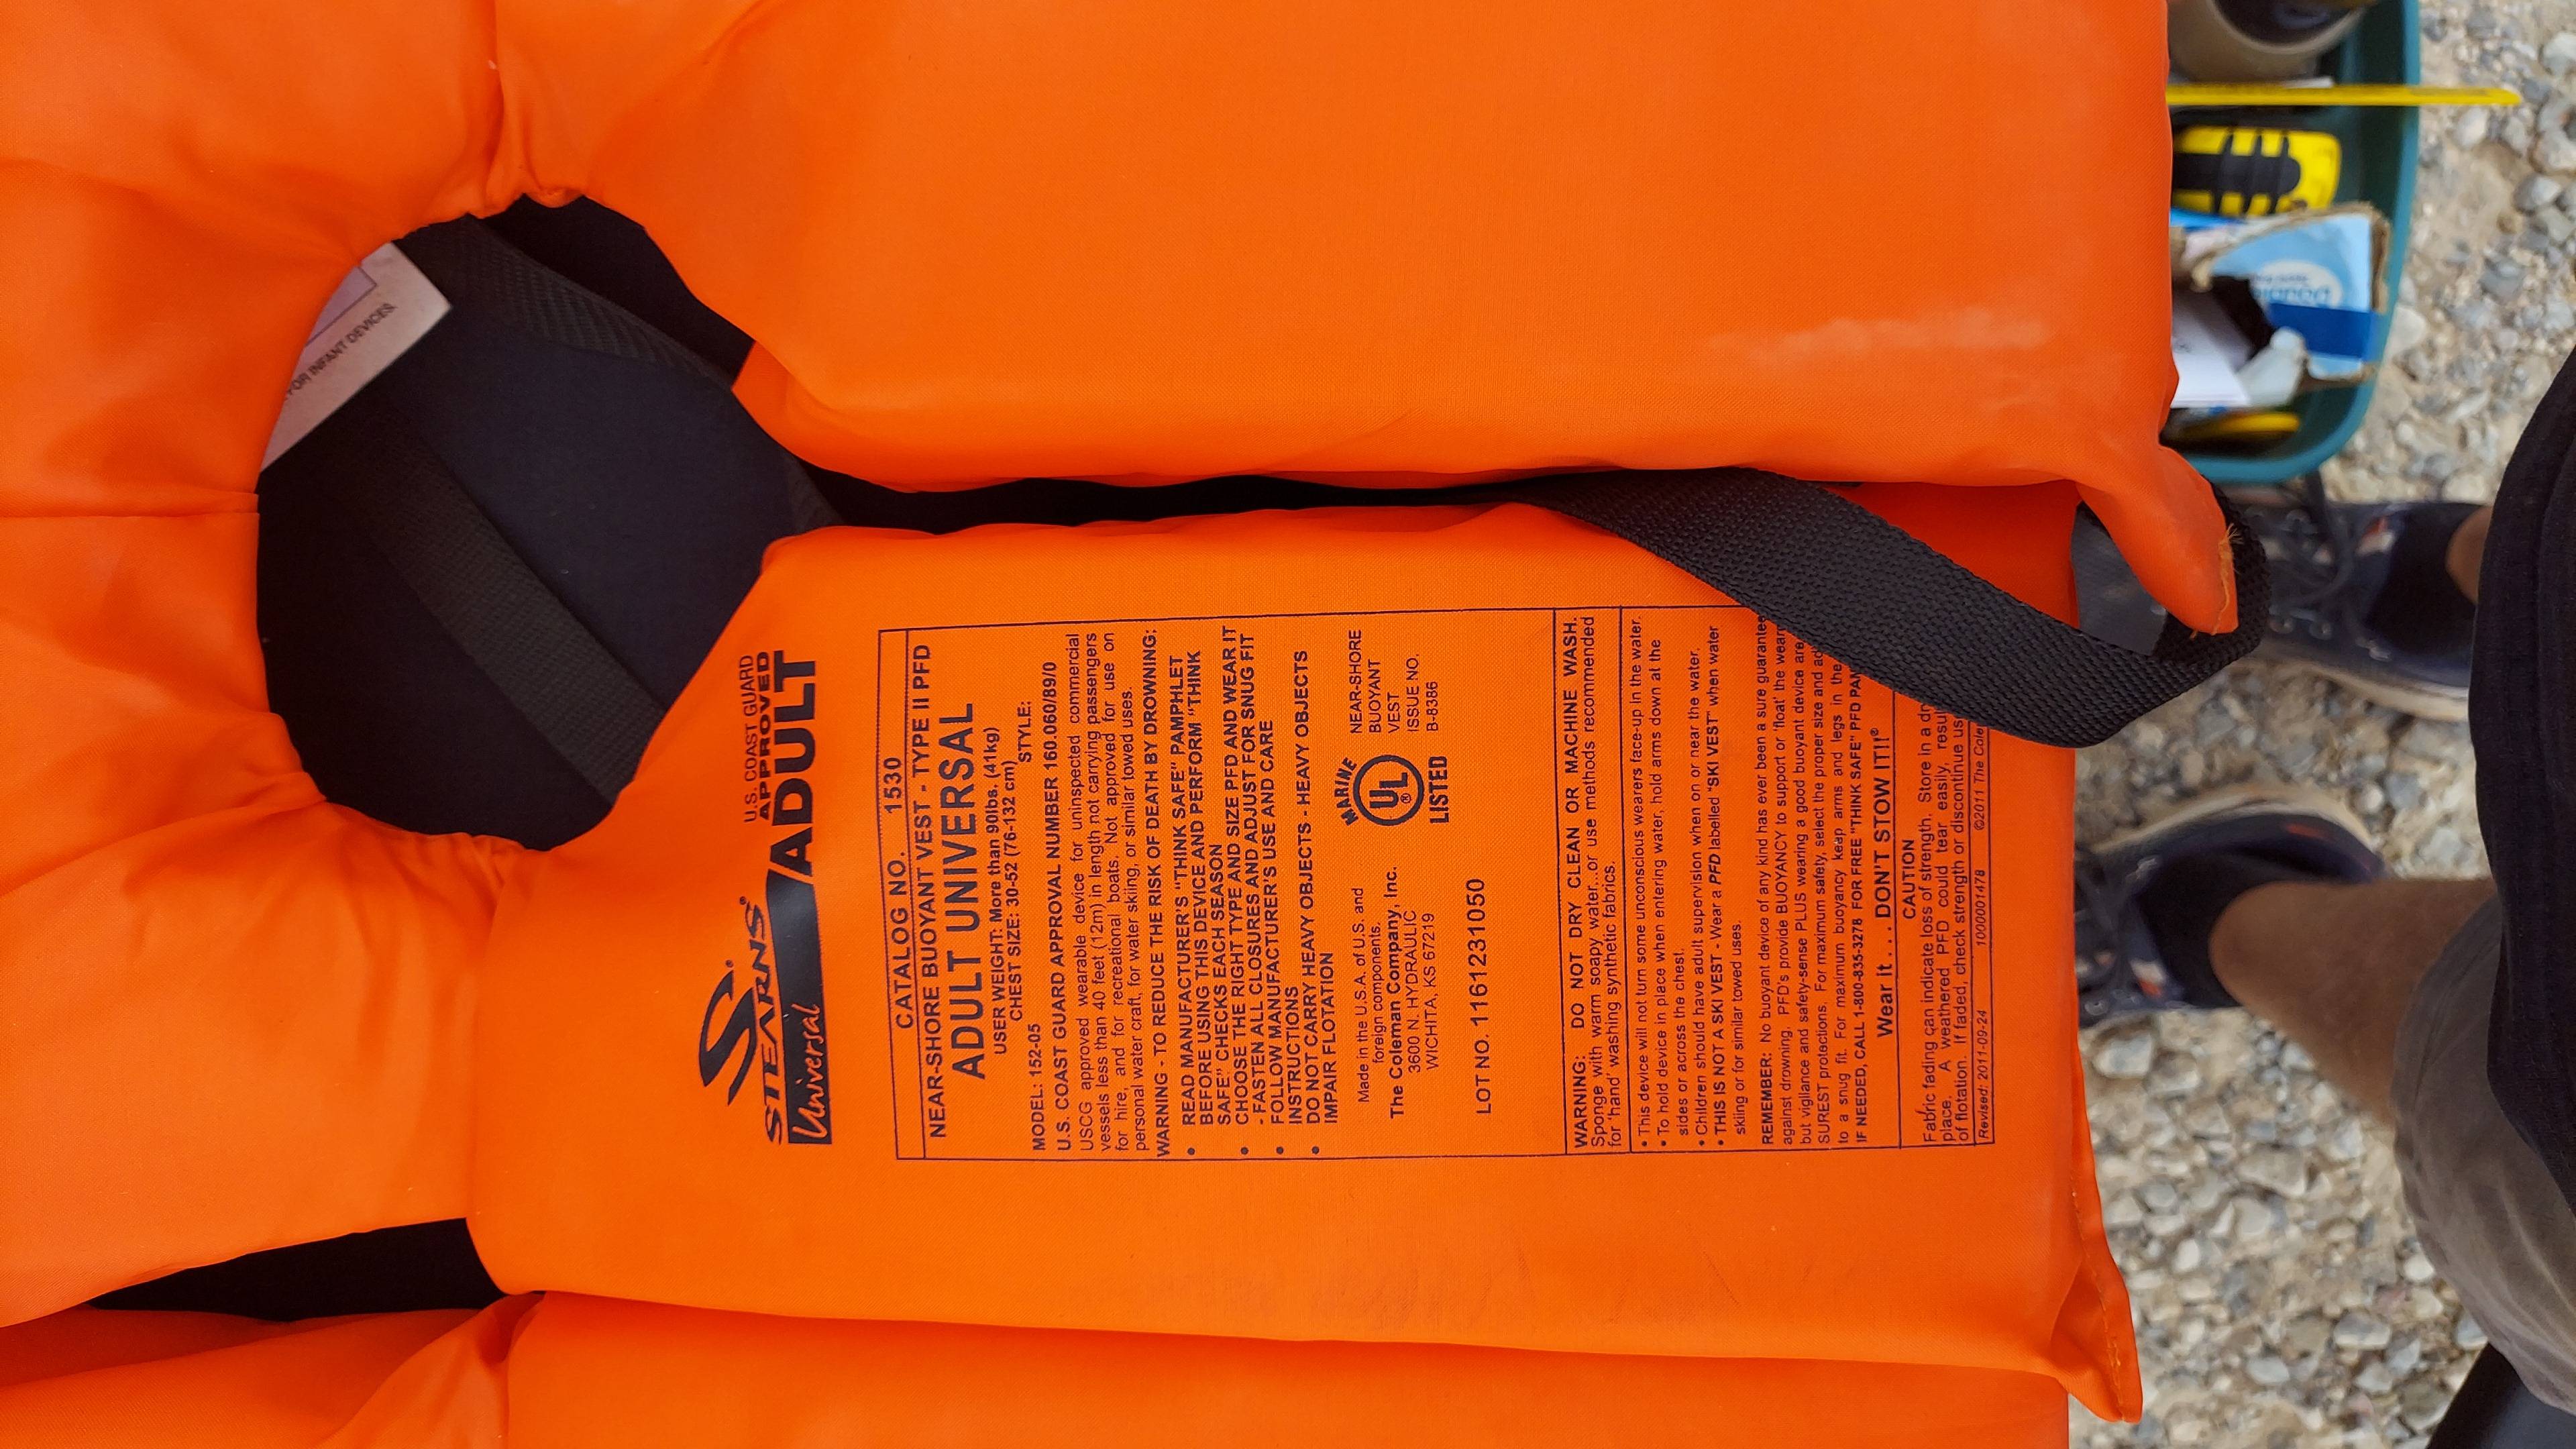 U.S. COAST GUARD
APPROVED
STEARNS®
Universal
ADULT
CATALOG NO. 1530
NEAR-SHORE BUOYANT VEST - TYPE II PFD
ADULT UNIVERSAL
USER WEIGHT: More than 90lbs. (41kg)
CHEST SIZE: 30-52 (76-132 cm)
STYLE:
MODEL: 152-05
U.S. COAST GUARD APPROVAL NUMBER 160.060/89/0
USCG approved wearable device for uninspected commercial
vessels less than 40 feet (12m) in length not carrying passengers
for hire, and for recreational boats. Not approved for use on
personal water craft, for water skiing, or similar towed uses.
WARNING - TO REDUCE THE RISK OF DEATH BY DROWNING:
• READ MANUFACTURER'S "THINK SAFE" PAMPHLET
BEFORE USING THIS DEVICE AND PERFORM "THINK
SAFE" CHECKS EACH SEASON
• CHOOSE THE RIGHT TYPE AND SIZE PFD AND WEAR IT
- FASTEN ALL CLOSURES AND ADJUST FOR SNUG FIT
• FOLLOW MANUFACTURER'S USE AND CARE
INSTRUCTIONS
• DO NOT CARRY HEAVY OBJECTS - HEAVY OBJECTS
IMPAIR FLOTATION
Made in the U.S.A. of U.S. and
foreign components.
The Coleman Company, Inc.
3600 N. HYDRAULIC
WICHITA, KS 67219
MARINE
UL®
LISTED
NEAR-SHORE
BUOYANT
VEST
ISSUE NO.
B-8386
LOT NO. 1161231050
WARNING: DO NOT DRY CLEAN OR MACHINE WASH.
Sponge with warm soapy water...or use methods recommended
for 'hand' washing synthetic fabrics.
• This device will not turn some unconscious wearers face-up in the water.
• To hold device in place when entering water, hold arms down at the
sides or across the chest.
• Children should have adult supervision when on or near the water.
• THIS IS NOT A SKI VEST - Wear a PFD labelled 'SKI VEST' when water
skiing or for similar towed uses.
REMEMBER: No buoyant device of any kind has ever been a sure guarantee
against drowning. PFD's provide BUOYANCY to support or 'float' the wear
but vigilance and safety-sense PLUS wearing a good buoyant device are
SUREST protections. For maximum safety, select the proper size and ad
to a snug fit. For maximum buoyancy keep arms and legs in the
IF NEEDED, CALL 1-800-835-3278 FOR FREE "THINK SAFE" PFD PAM
Wear it . . . . DON'T STOW IT!!®
CAUTION
Fabric fading can indicate loss of strength. Store in a dr
place. A weathered PFD could tear easily, resul
of flotation. If faded, check strength or discontinue us
Revised: 2011-09-24 1000001478 ©2011 The Cole
FOR INFANT DEVICES.